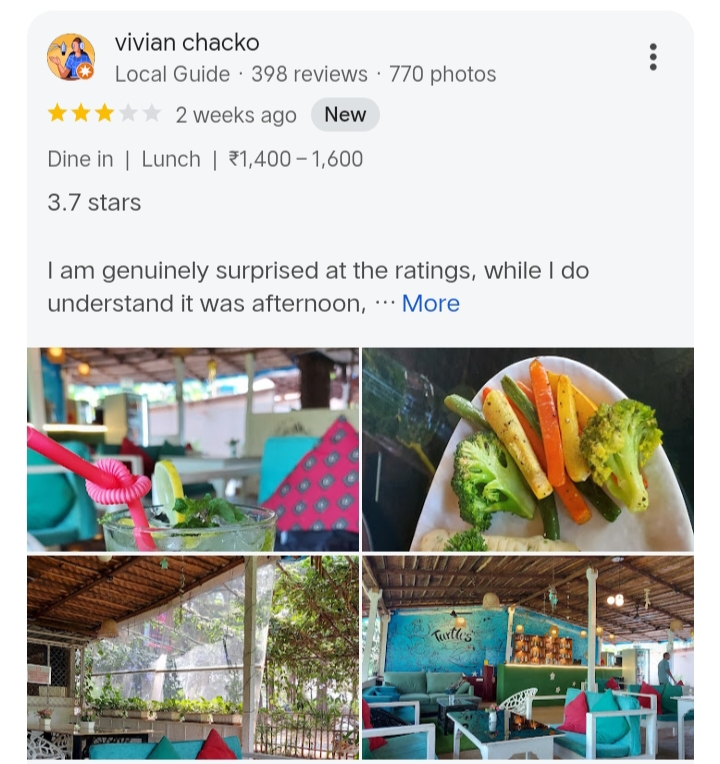 vivian chacko
Local Guide · 398 reviews · 770 photos
2 weeks ago New
Dine in | Lunch | ₹1,400–1,600
3.7 stars
I am genuinely surprised at the ratings, while I do
understand it was afternoon, ··· More
Turtle's